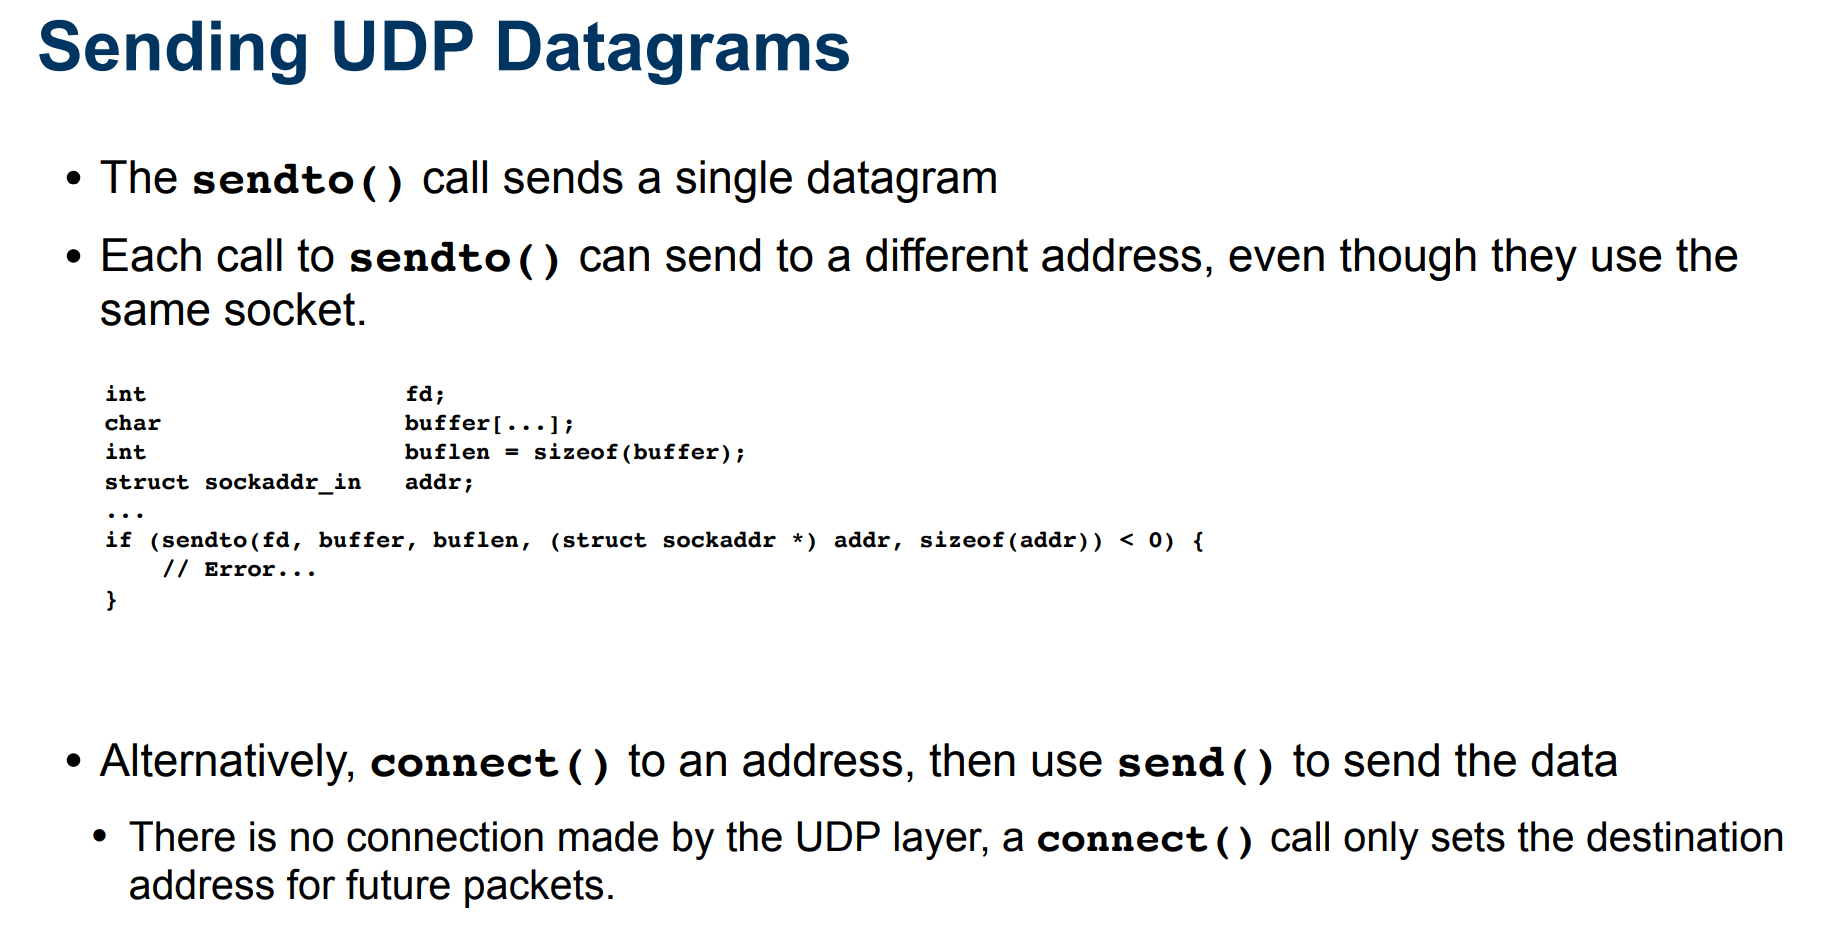 Sending UDP Datagrams
• The sendto() call sends a single datagram
• Each call to sendto() can send to a different address, even though they use the
same socket.
int fd;
char buffer[...];
int buflen = sizeof(buffer);
struct sockaddr_in addr;
...
if (sendto(fd, buffer, buflen, (struct sockaddr *) addr, sizeof(addr)) < 0) {
// Error...
}
• Alternatively, connect() to an address, then use send() to send the data
• There is no connection made by the UDP layer, a connect() call only sets the destination
address for future packets.